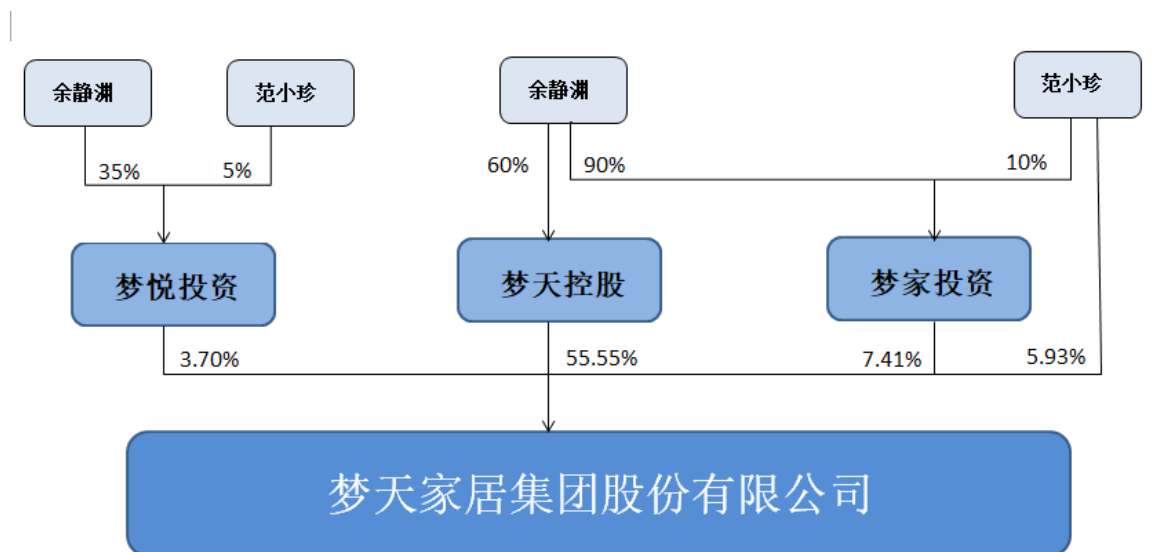 余静渊 范小珍 余静渊 范小珍
35% 5% 60% 90% 10%
梦悦投资 梦天控股 梦家投资
3.70% 55.55% 7.41% 5.93%
梦天家居集团股份有限公司